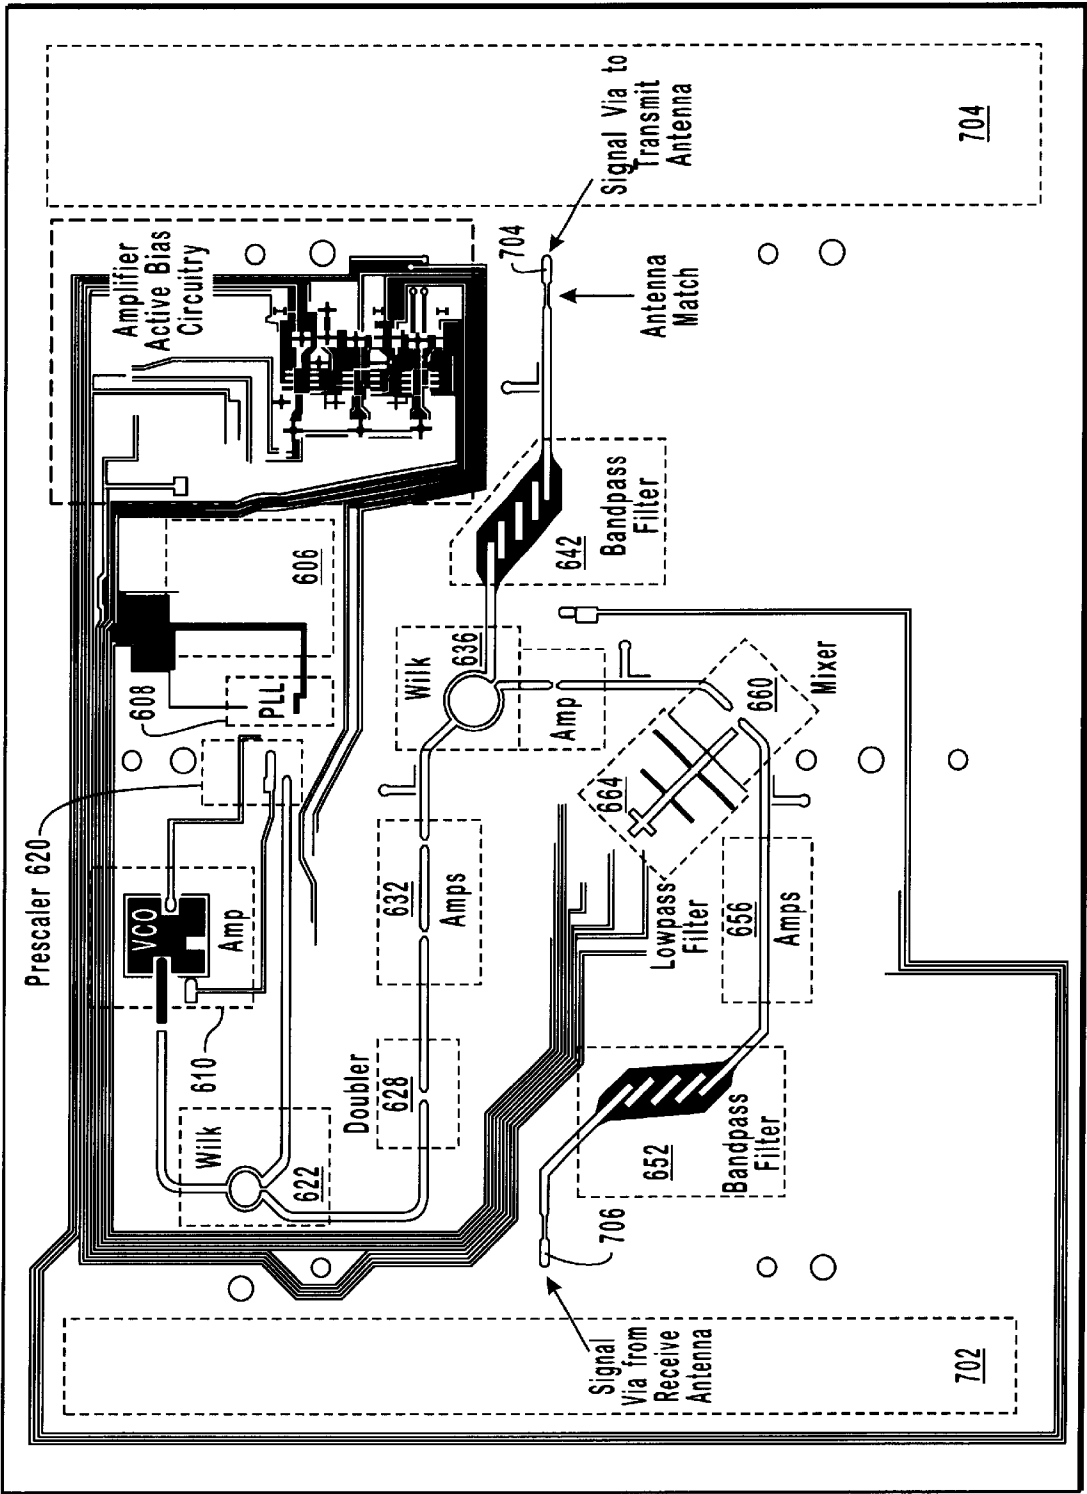 Amplifier
Active Bias
Circuitry
Signal Via to
Transmit
Antenna
704
704
Antenna
Match
606
608
PLL
Bandpass
Filter
642
Wilk
636
Amp
Mixer
660
664
Prescaler 620
VCO
Amp
610
632
Amps
Lowpass
Filter
656
Amps
Doubler
628
Wilk
622
652
Bandpass
Filter
706
Signal
Via from
Receive
Antenna
702